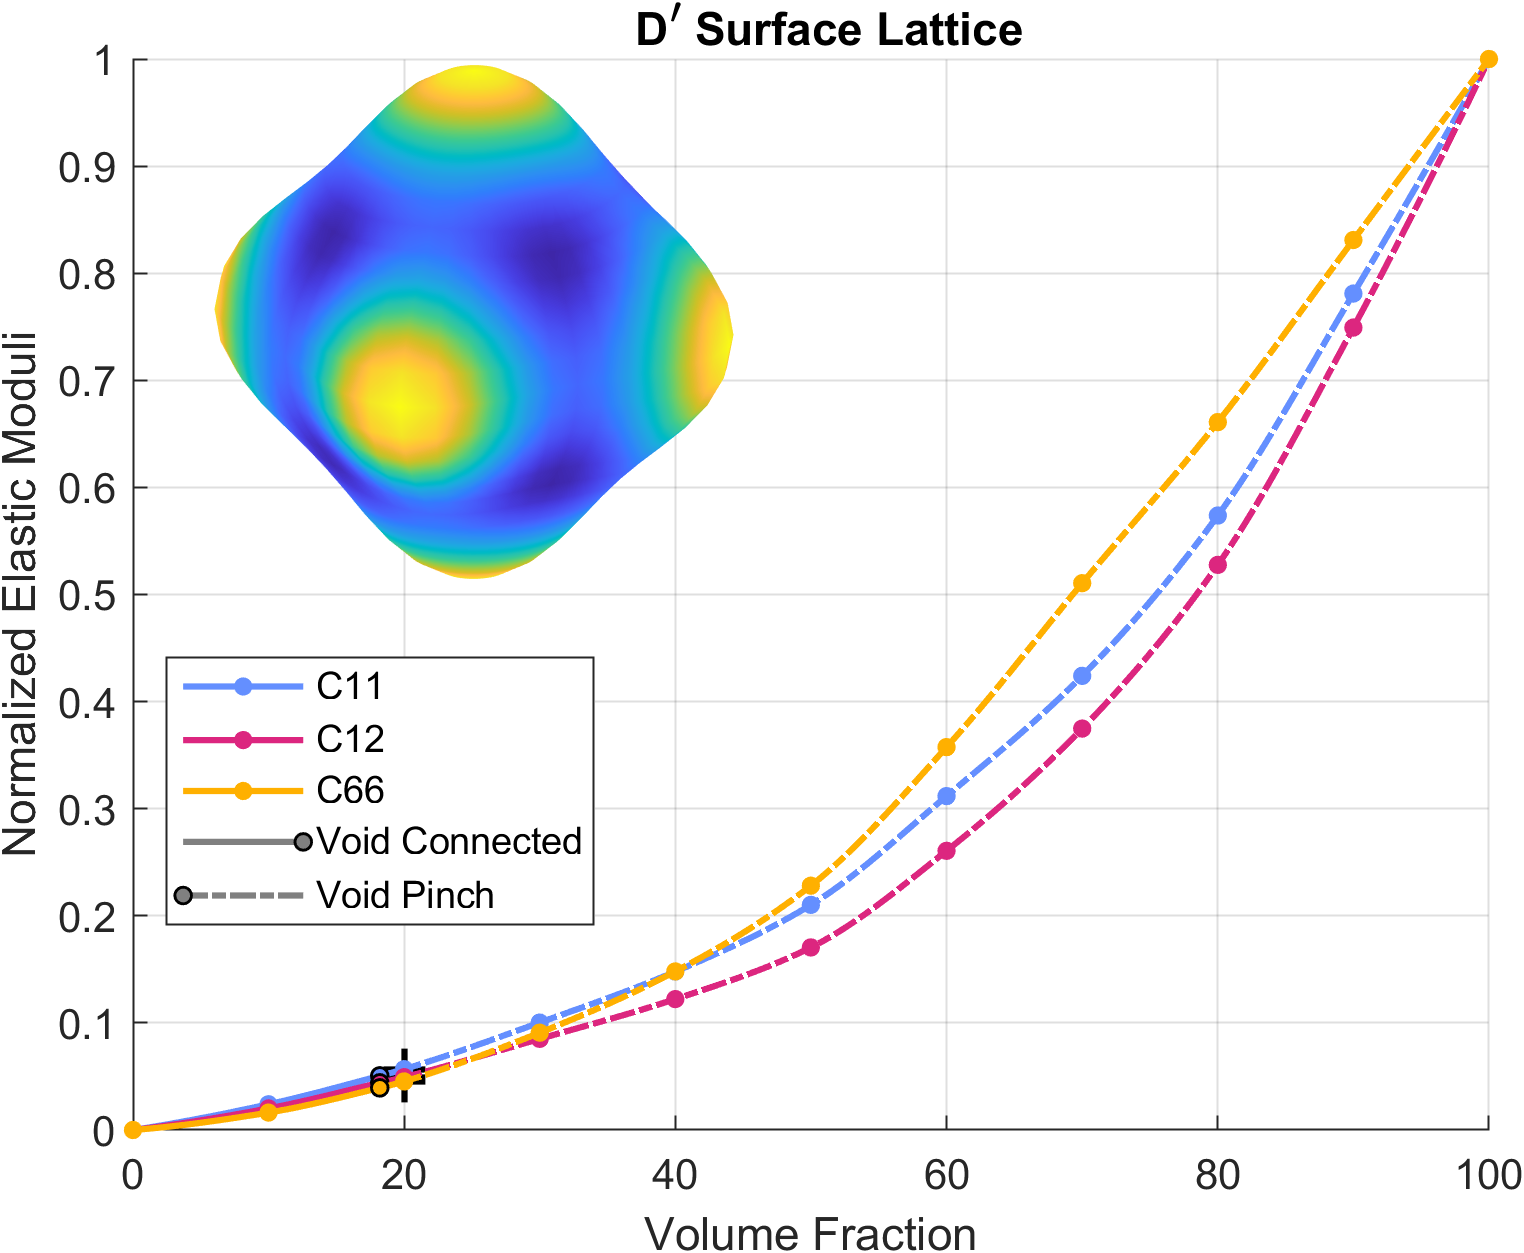 D′ Surface Lattice
1
0.9
0.8
0.7
0.6
0.5
0.4
0.3
0.2
0.1
0
Normalized Elastic Moduli
C11
C12
C66
Void Connected
Void Pinch
0 20 40 60 80 100
Volume Fraction